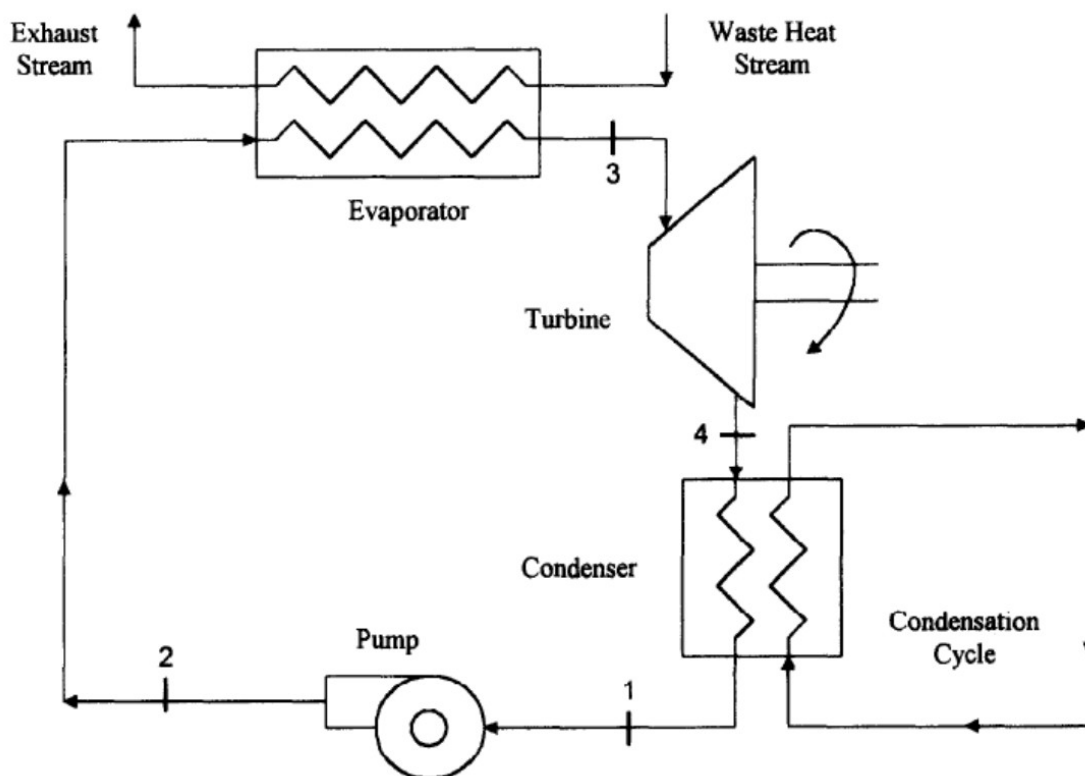 Exhaust
Stream
Waste Heat
Stream
3
Evaporator
Turbine
4
Condenser
Condensation
Cycle
Pump
2
1